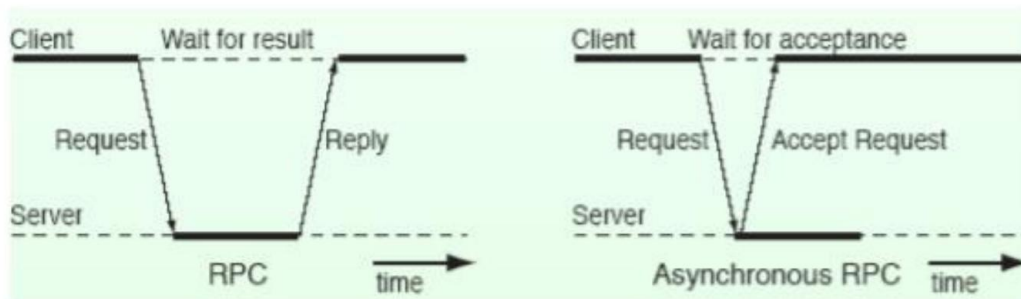 Client Wait for result
Request Reply
Server
RPC
time
Client Wait for acceptance
Request Accept Request
Server
Asynchronous RPC
time